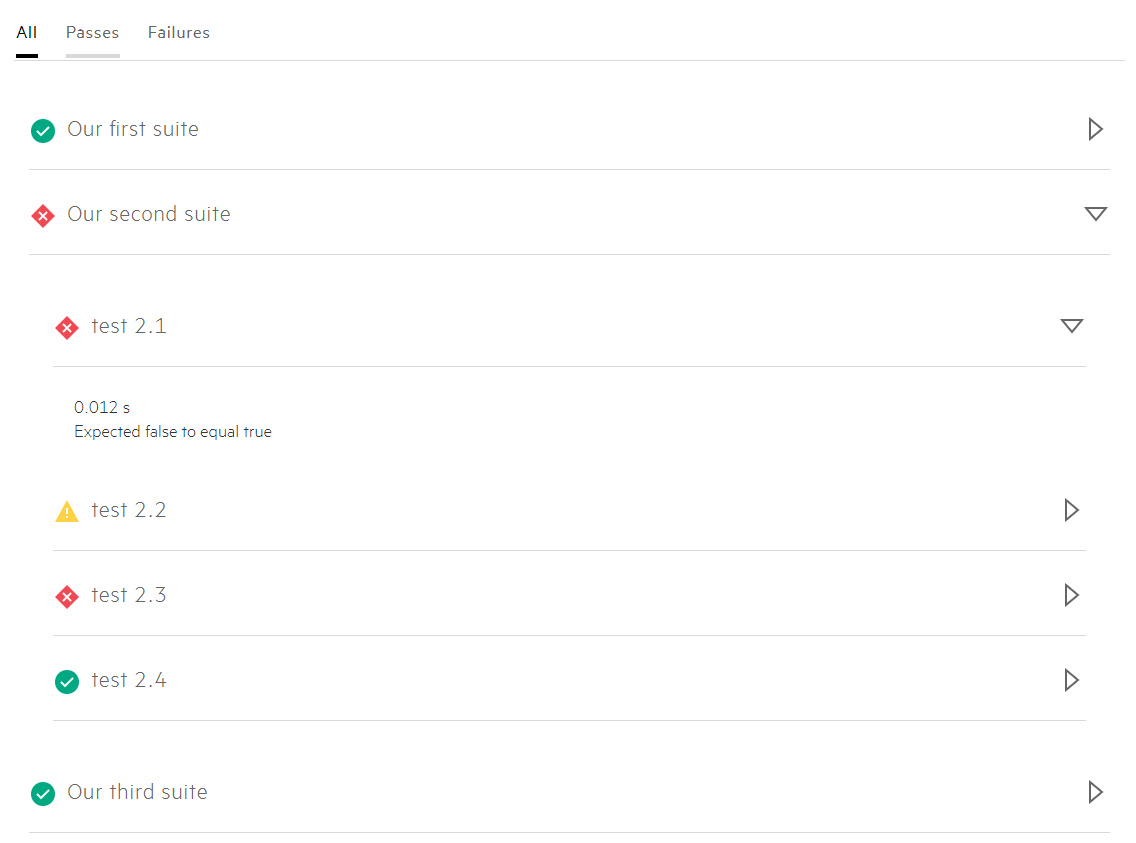 All Passes Failures
Our first suite
Our second suite
test 2.1
0.012 s
Expected false to equal true
test 2.2
test 2.3
test 2.4
Our third suite